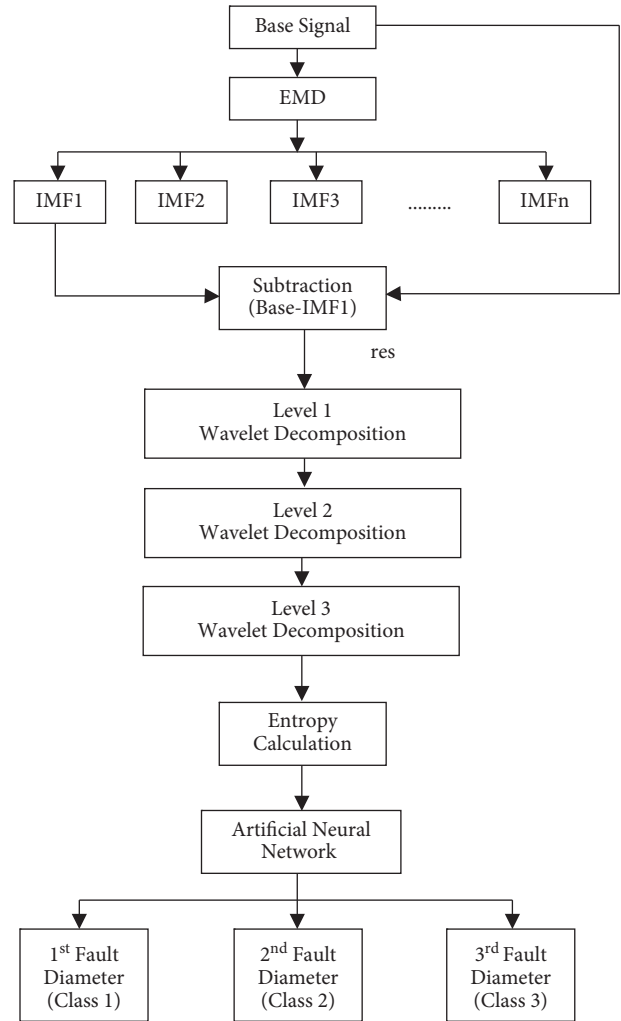 Base Signal
EMD
IMF1 IMF2 IMF3 ......... IMFn
Subtraction
(Base-IMF1)
res
Level 1
Wavelet Decomposition
Level 2
Wavelet Decomposition
Level 3
Wavelet Decomposition
Entropy
Calculation
Artificial Neural
Network
1st Fault
Diameter
(Class 1)
2nd Fault
Diameter
(Class 2)
3rd Fault
Diameter
(Class 3)